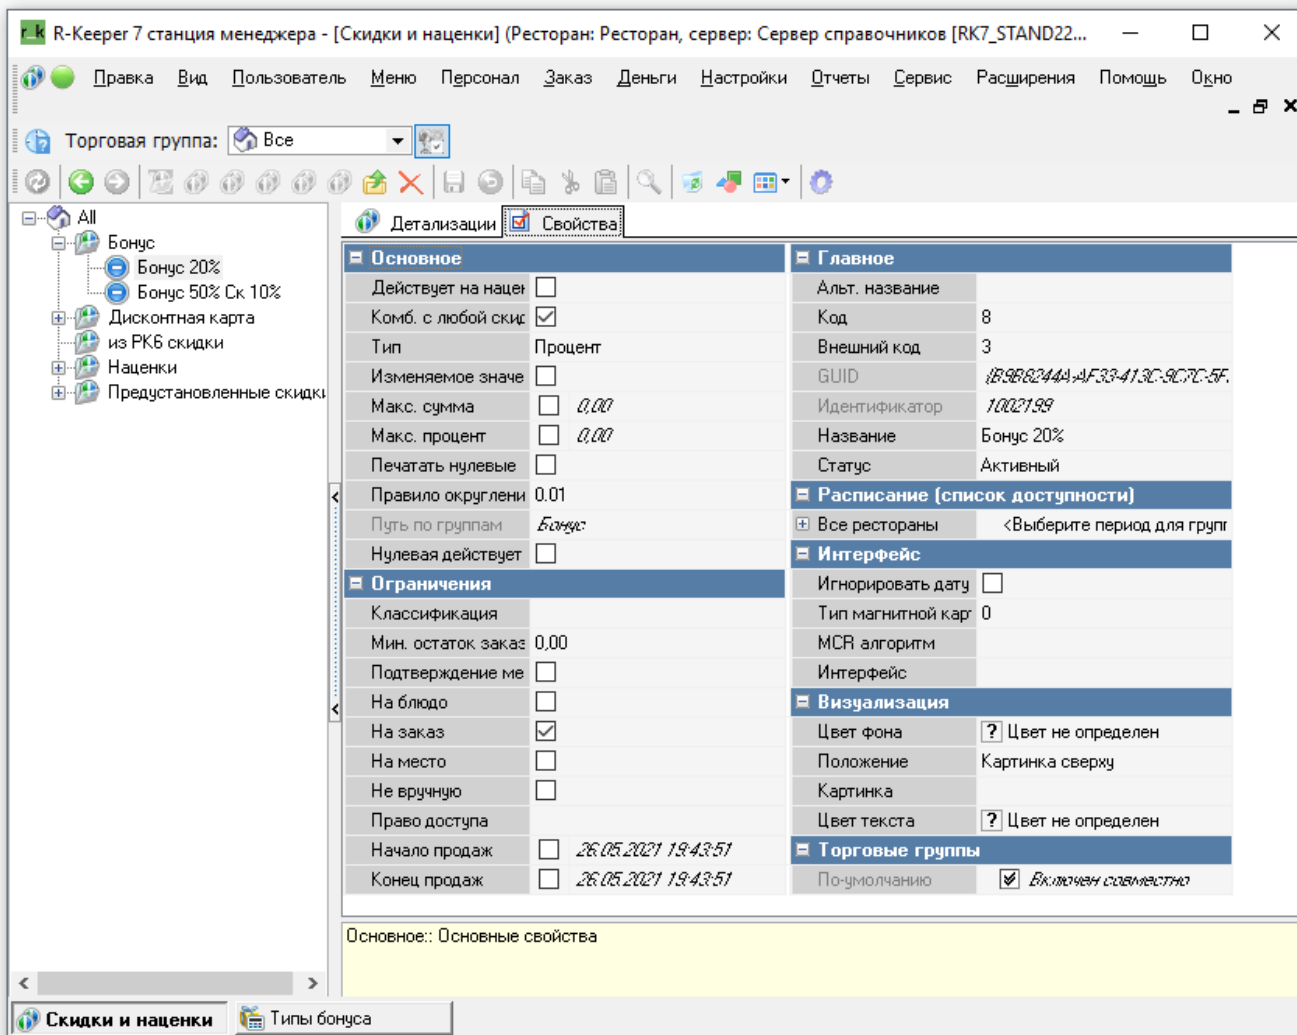 r_k R-Keeper 7 станция менеджера - [Скидки и наценки] (Ресторан: Ресторан, сервер: Сервер справочников [RK7_STAND22...
Правка Вид Пользователь Меню Персонал Заказ Деньги Настройки Отчеты Сервис Расширения Помощь Окно
Торговая группа: Все
All
Бонус
Бонус 20%
Бонус 50% Ск 10%
Дисконтная карта
из РК6 скидки
Наценки
Предустановленные скидки
Детализации Свойства
Основное
Действует на нацен
Комб. с любой скид
Тип Процент
Изменяемое значе
Макс. сумма 0,00
Макс. процент 0,00
Печатать нулевые
Правило округлени 0.01
Путь по группам Бонус
Нулевая действует
Ограничения
Классификация
Мин. остаток заказ 0,00
Подтверждение ме
На блюдо
На заказ
На место
Не вручную
Право доступа
Начало продаж 26.05.2021 19:43:51
Конец продаж 26.05.2021 19:43:51
Главное
Альт. название
Код 8
Внешний код 3
GUID {B9B8244A-AF33-413C-9C7C-5F.
Идентификатор 1002199
Название Бонус 20%
Статус Активный
Расписание (список доступности)
Все рестораны <Выберите период для групп
Интерфейс
Игнорировать дату
Тип магнитной кар 0
MCR алгоритм
Интерфейс
Визуализация
Цвет фона ? Цвет не определен
Положение Картинка сверху
Картинка
Цвет текста ? Цвет не определен
Торговые группы
По-умолчанию Включен совместно
Основное:: Основные свойства
Скидки и наценки Типы бонуса